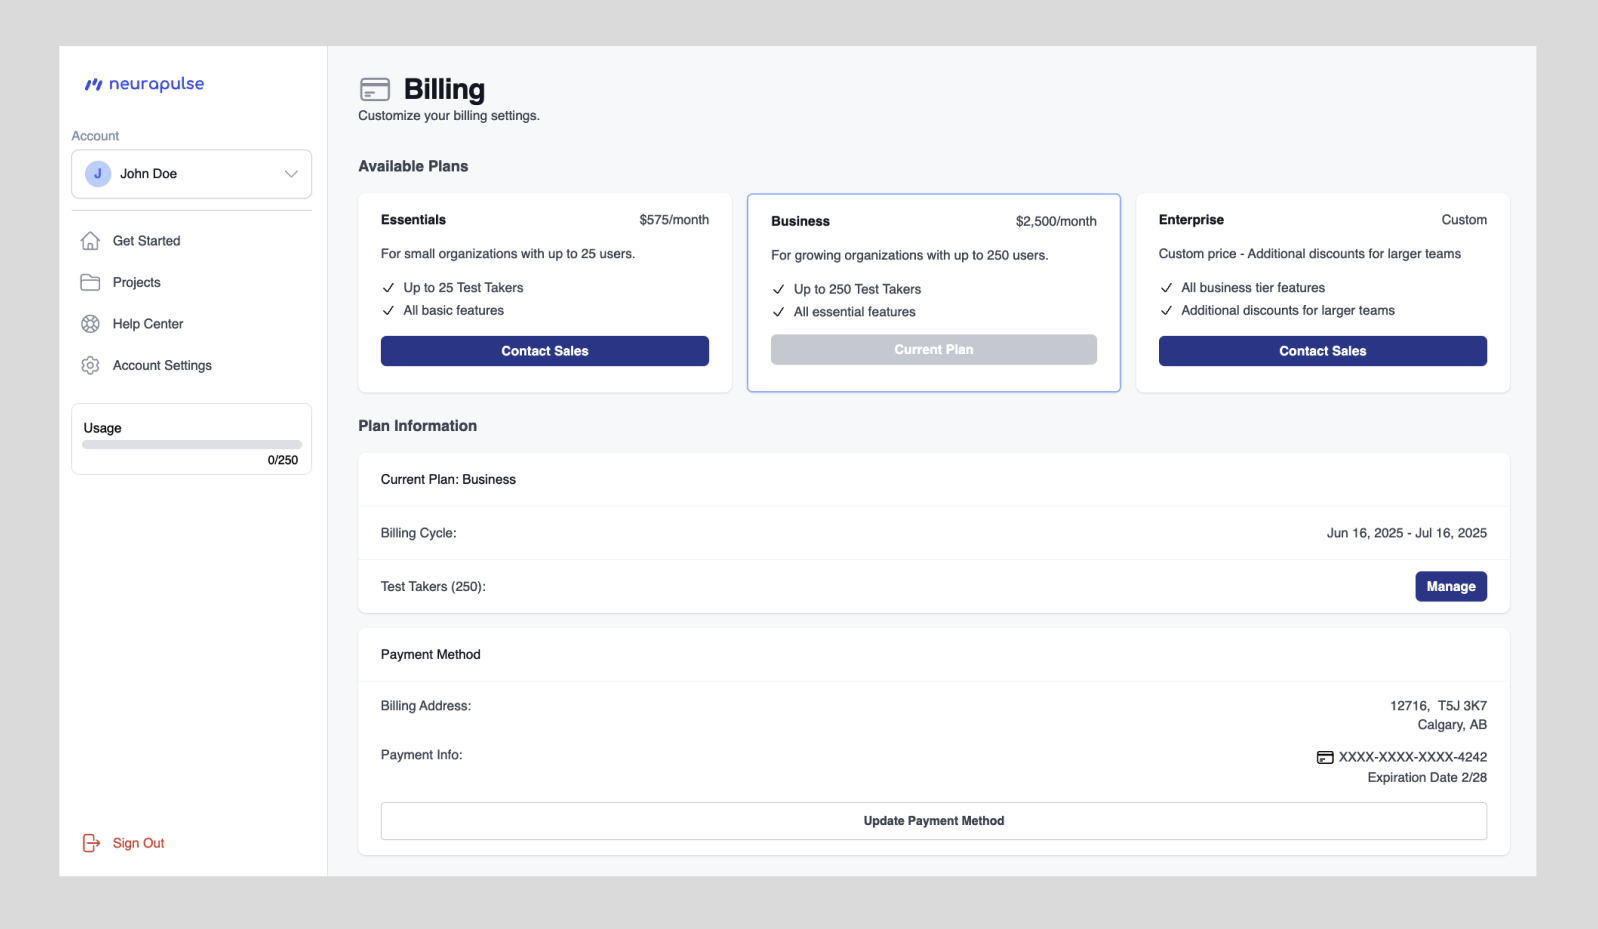 neurapulse
Account
J John Doe
Get Started
Projects
Help Center
Account Settings
Usage
0/250
Sign Out
Billing
Customize your billing settings.
Available Plans
Essentials $575/month
For small organizations with up to 25 users.
Up to 25 Test Takers
All basic features
Contact Sales
Business $2,500/month
For growing organizations with up to 250 users.
Up to 250 Test Takers
All essential features
Current Plan
Enterprise Custom
Custom price - Additional discounts for larger teams
All business tier features
Additional discounts for larger teams
Contact Sales
Plan Information
Current Plan: Business
Billing Cycle: Jun 16, 2025 - Jul 16, 2025
Test Takers (250): Manage
Payment Method
Billing Address: 12716, T5J 3K7
Calgary, AB
Payment Info: XXXX-XXXX-XXXX-4242
Expiration Date 2/28
Update Payment Method